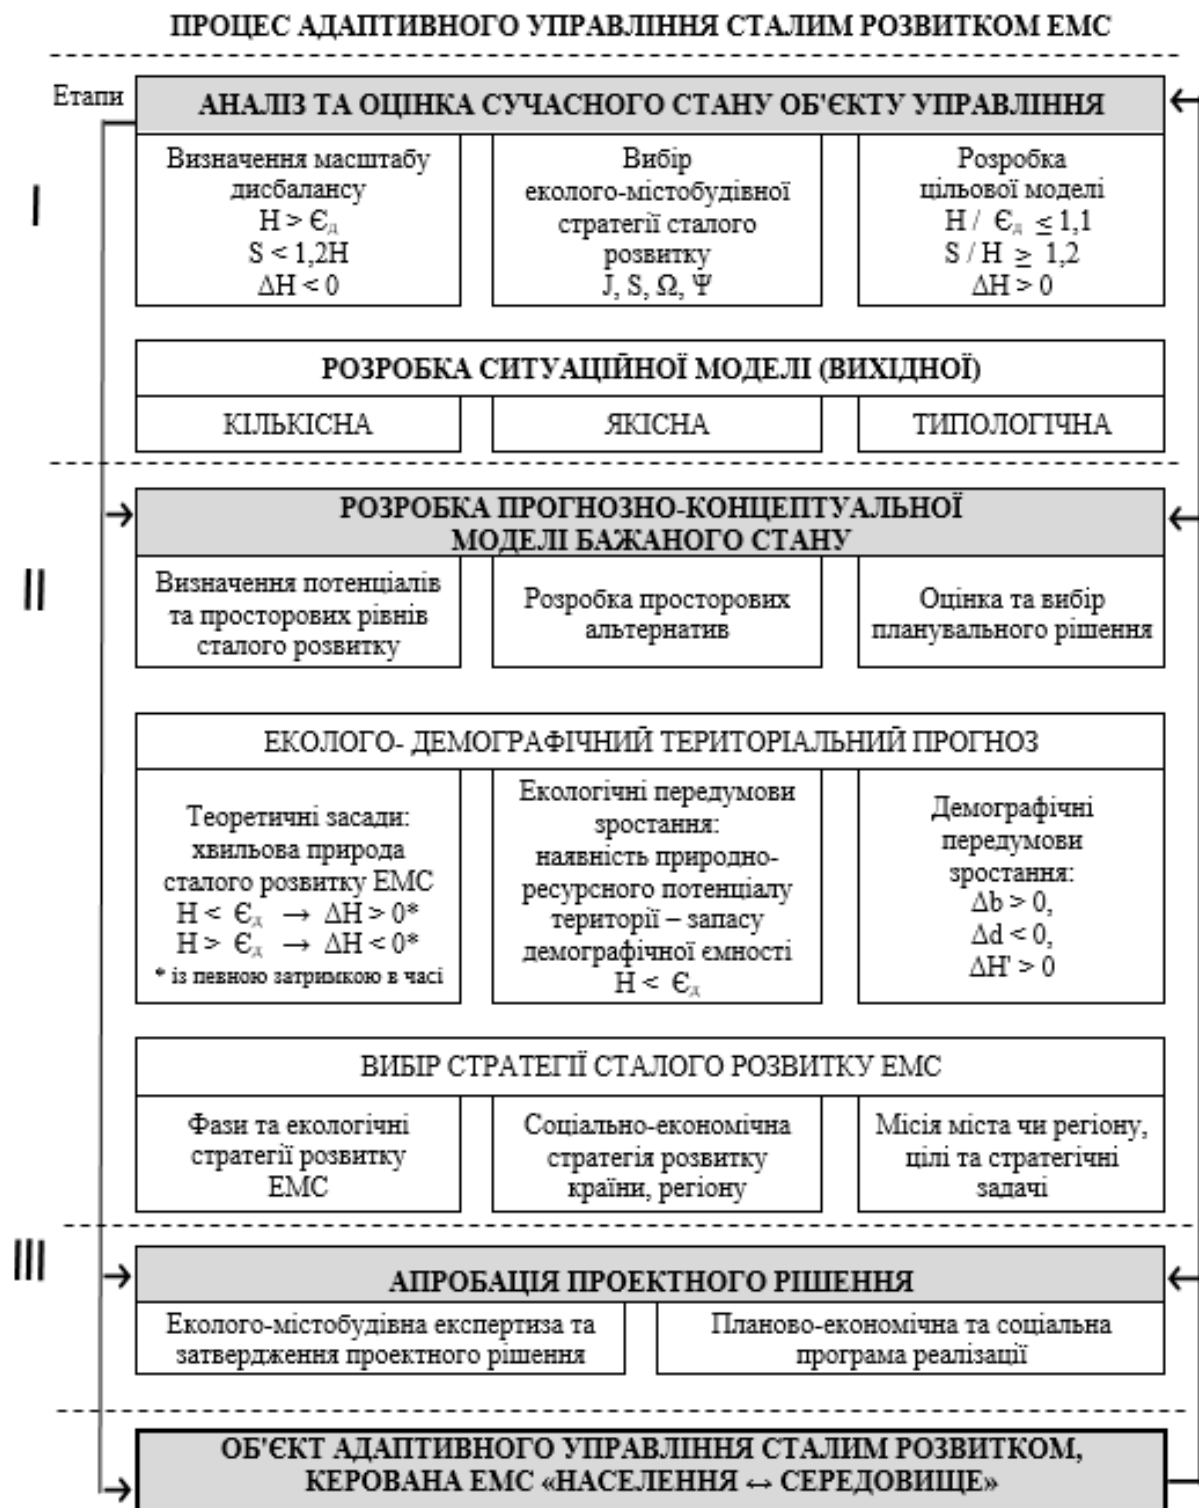 ПРОЦЕС АДАПТИВНОГО УПРАВЛІННЯ СТАЛИМ РОЗВИТКОМ ЕМС
Етапи
АНАЛІЗ ТА ОЦІНКА СУЧАСНОГО СТАНУ ОБ'ЄКТУ УПРАВЛІННЯ
I
Визначення масштабу
дисбалансу
H > Єд
S < 1,2H
ΔH < 0
Вибір
еколого-містобудівної
стратегії сталого
розвитку
J, S, Ω, Ψ
Розробка
цільової моделі
H / Єд ≤ 1,1
S / H ≥ 1,2
ΔH > 0
РОЗРОБКА СИТУАЦІЙНОЇ МОДЕЛІ (ВИХІДНОЇ)
КІЛЬКІСНА
ЯКІСНА
ТИПОЛОГІЧНА
II
РОЗРОБКА ПРОГНОЗНО-КОНЦЕПТУАЛЬНОЇ
МОДЕЛІ БАЖАНОГО СТАНУ
Визначення потенціалів
та просторових рівнів
сталого розвитку
Розробка просторових
альтернатив
Оцінка та вибір
планувального рішення
ЕКОЛОГО- ДЕМОГРАФІЧНИЙ ТЕРИТОРІАЛЬНИЙ ПРОГНОЗ
Теоретичні засади:
хвильова природа
сталого розвитку ЕМС
H < Єд → ΔH > 0*
H > Єд → ΔH < 0*
* із певною затримкою в часі
Екологічні передумови
зростання:
наявність природно-
ресурсного потенціалу
території – запасу
демографічної ємності
H < Єд
Демографічні
передумови
зростання:
Δb > 0,
Δd < 0,
ΔH' > 0
ВИБІР СТРАТЕГІЇ СТАЛОГО РОЗВИТКУ ЕМС
Фази та екологічні
стратегії розвитку
ЕМС
Соціально-економічна
стратегія розвитку
країни, регіону
Місія міста чи регіону,
цілі та стратегічні
задачі
III
АПРОБАЦІЯ ПРОЕКТНОГО РІШЕННЯ
Еколого-містобудівна експертиза та
затвердження проектного рішення
Планово-економічна та соціальна
програма реалізації
ОБ'ЄКТ АДАПТИВНОГО УПРАВЛІННЯ СТАЛИМ РОЗВИТКОМ,
КЕРОВАНА ЕМС «НАСЕЛЕННЯ ↔ СЕРЕДОВИЩЕ»